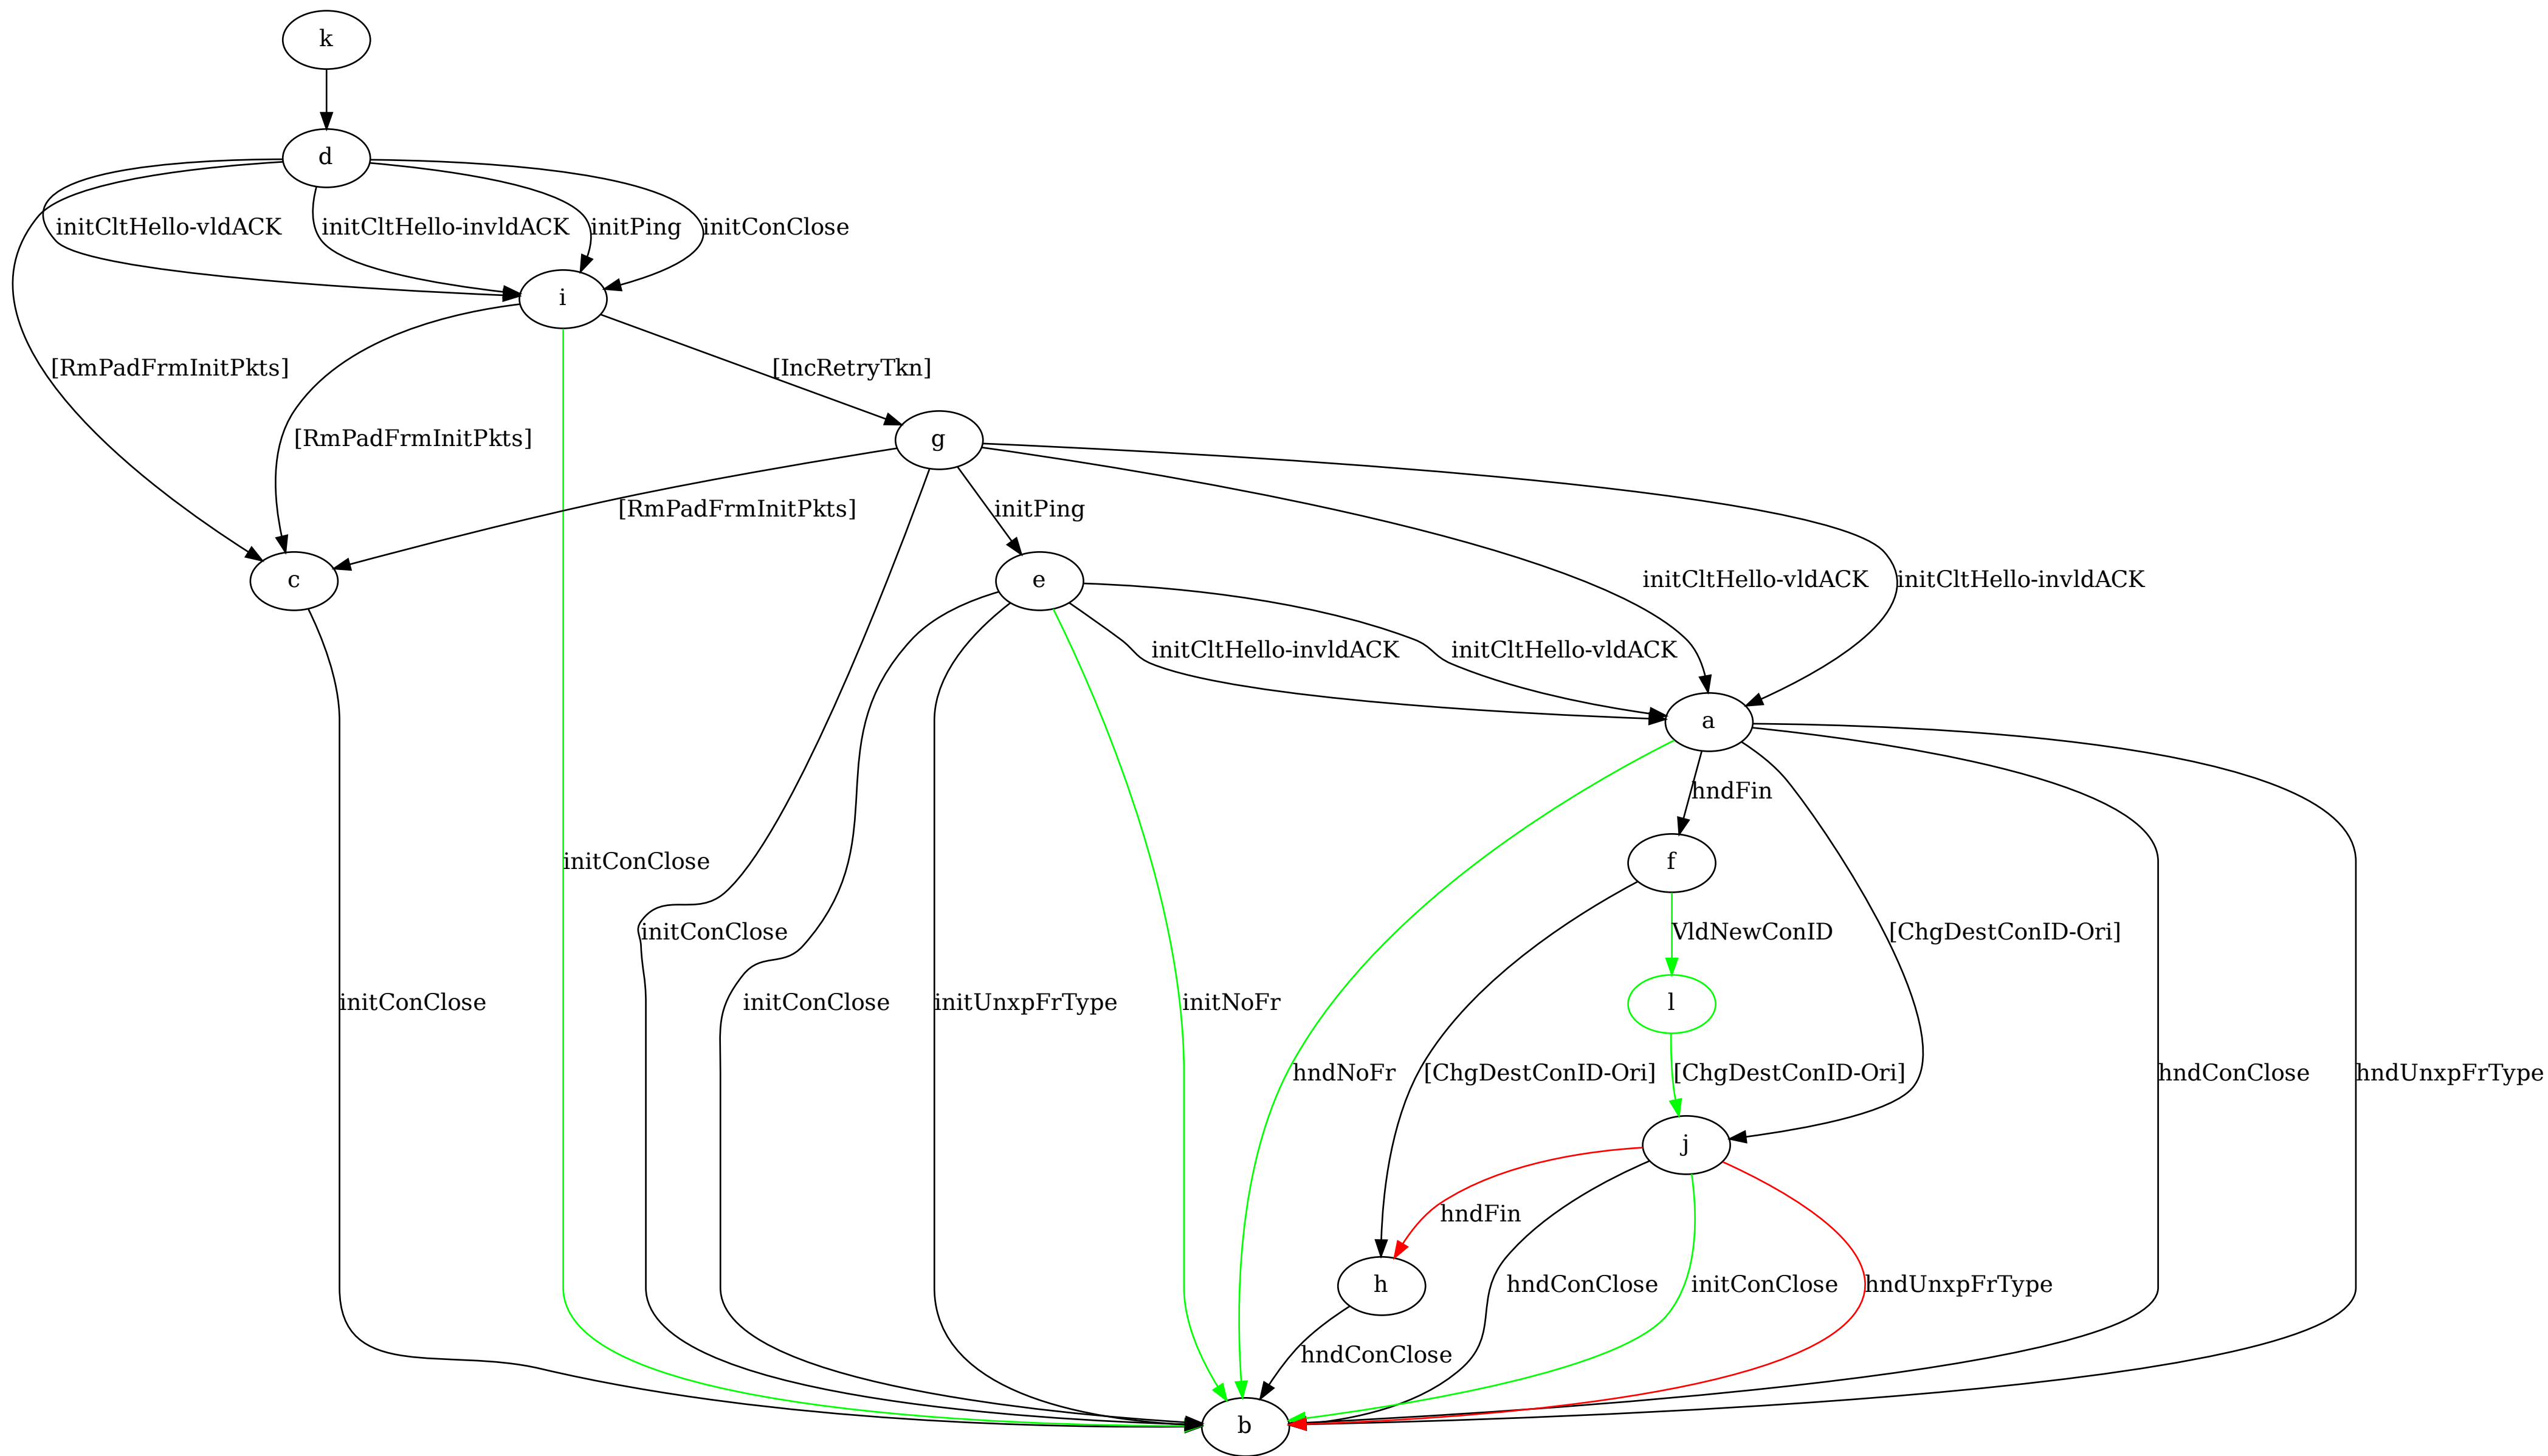 k
d
initCltHello-vldACK
initCltHello-invldACK
initPing
initConClose
i
[RmPadFrmInitPkts]
[IncRetryTkn]
[RmPadFrmInitPkts]
g
[RmPadFrmInitPkts]
initPing
c
e
initCltHello-vldACK
initCltHello-invldACK
initCltHello-invldACK
initCltHello-vldACK
a
hndFin
initConClose
f
initConClose
VldNewConID
[ChgDestConID-Ori]
initConClose
initConClose
initUnxpFrType
initNoFr
l
hndNoFr
[ChgDestConID-Ori]
[ChgDestConID-Ori]
hndConClose
hndUnxpFrType
j
hndFin
h
hndConClose
initConClose
hndUnxpFrType
hndConClose
b